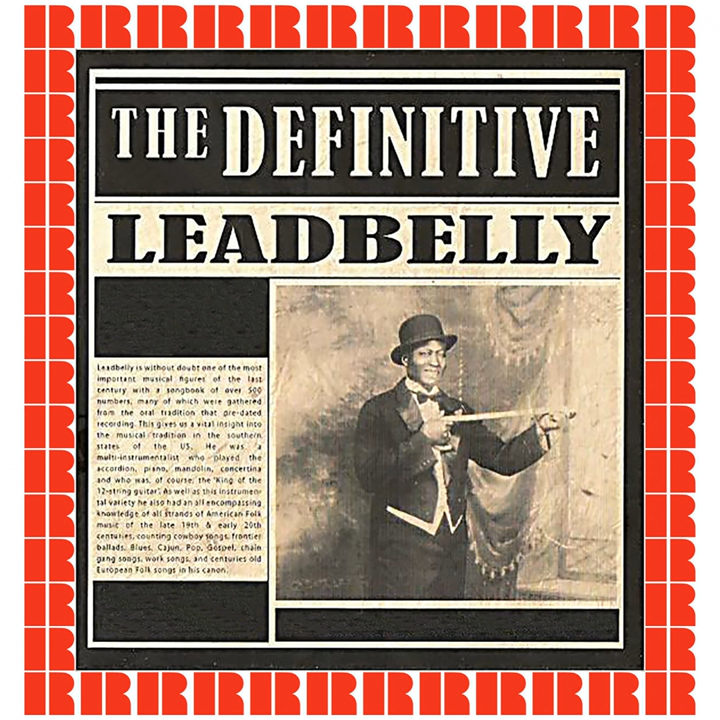 THE DEFINITIVE
LEADBELLY
Leadbelly is without doubt one of the most
important musical figures of the last
century with a songbook of over 500
numbers, many of which were gathered
from the oral tradition that pre-dated
recording. This gives us a vital insight into
the musical tradition in the southern
states of the US. He was a
multi-instrumentalist who played the
accordion, piano, mandolin, concertina
and who was, of course, the 'King of the
12-string guitar'. As well as this instrumen-
tal variety he also had an all encompassing
knowledge of all strands of American Folk
music of the late 19th & early 20th
centuries, counting cowboy songs, frontier
ballads, Blues, Cajun, Pop, Gospel, chain
gang songs, work songs, and centuries old
European Folk songs in his canon.